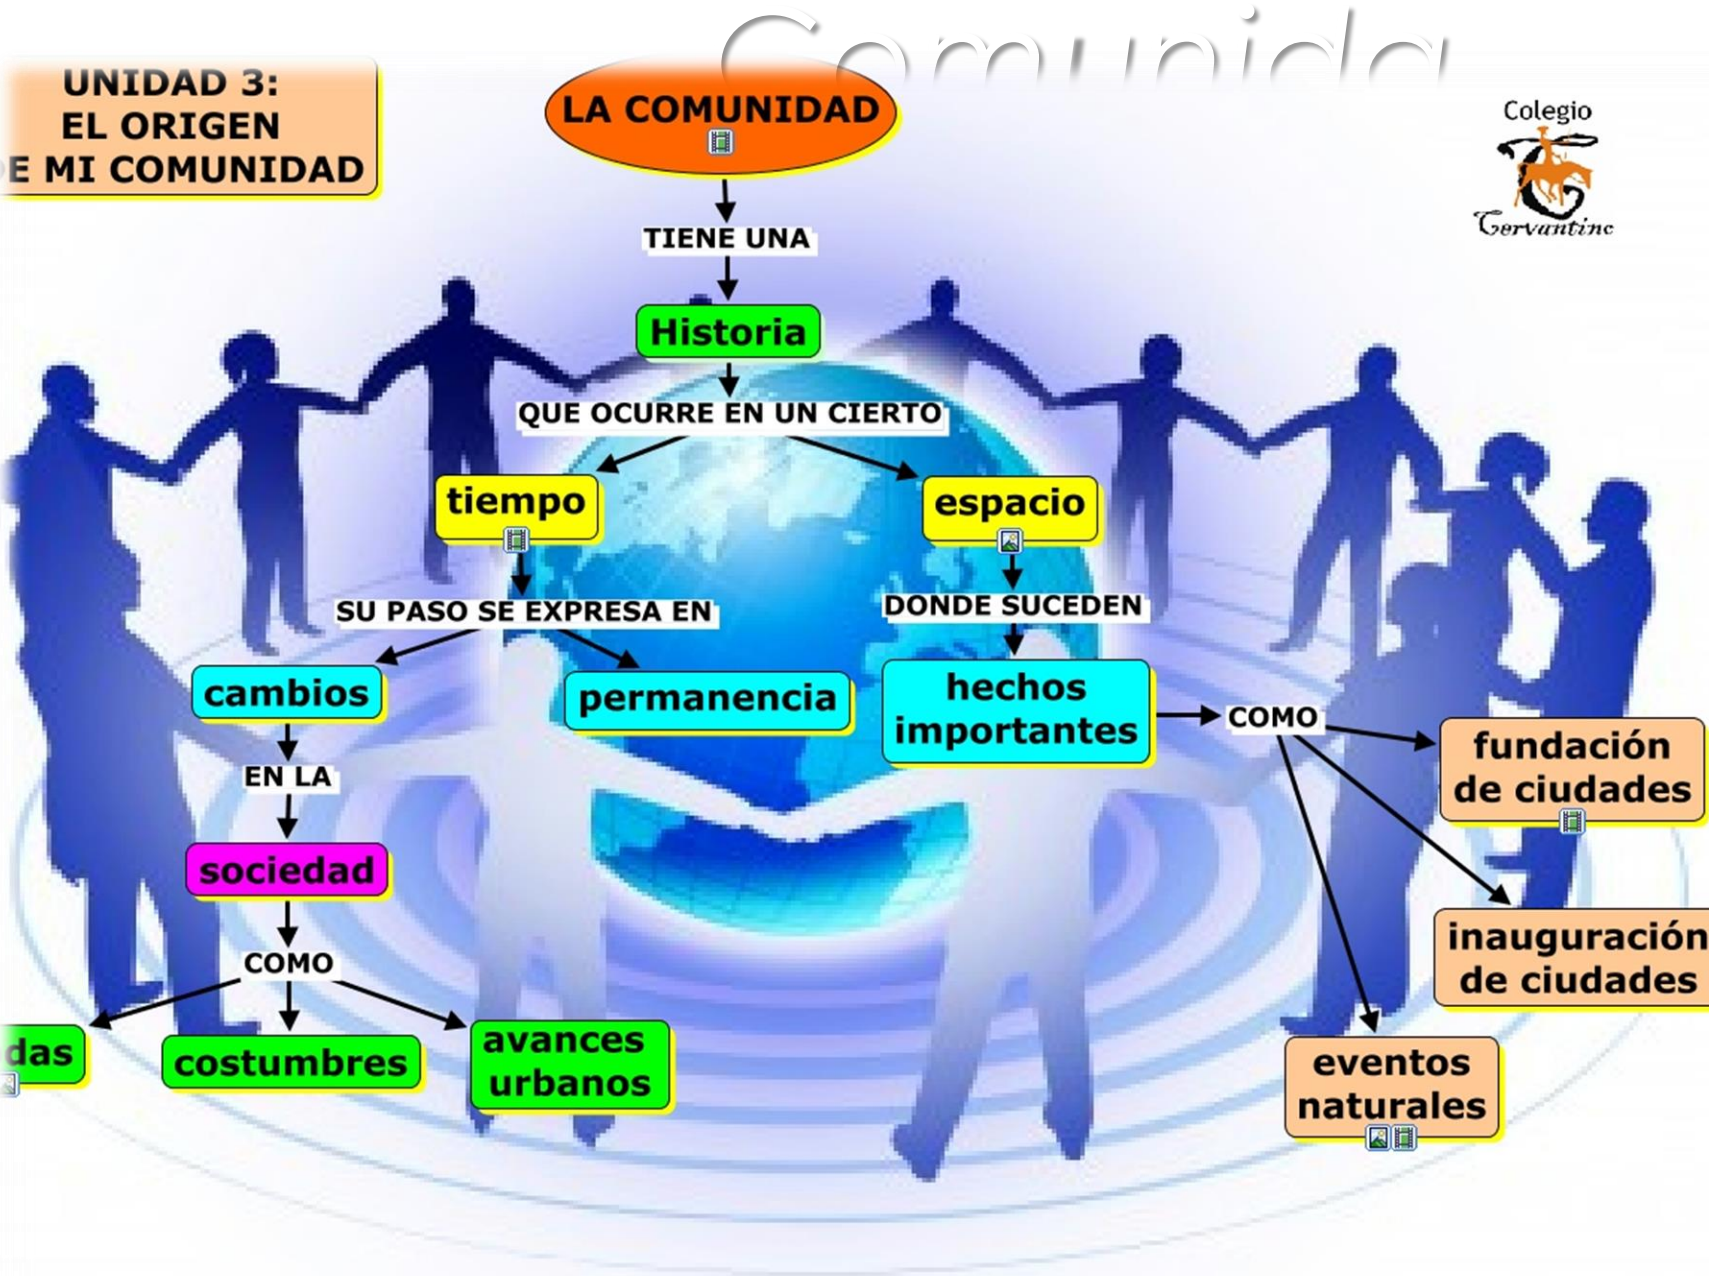 Comunida
UNIDAD 3:
EL ORIGEN
DE MI COMUNIDAD
LA COMUNIDAD
Colegio
Cervantino
TIENE UNA
Historia
QUE OCURRE EN UN CIERTO
tiempo
espacio
SU PASO SE EXPRESA EN
DONDE SUCEDEN
cambios
permanencia
hechos
importantes
COMO
fundación
de ciudades
EN LA
sociedad
inauguración
de ciudades
COMO
das
costumbres
avances
urbanos
eventos
naturales